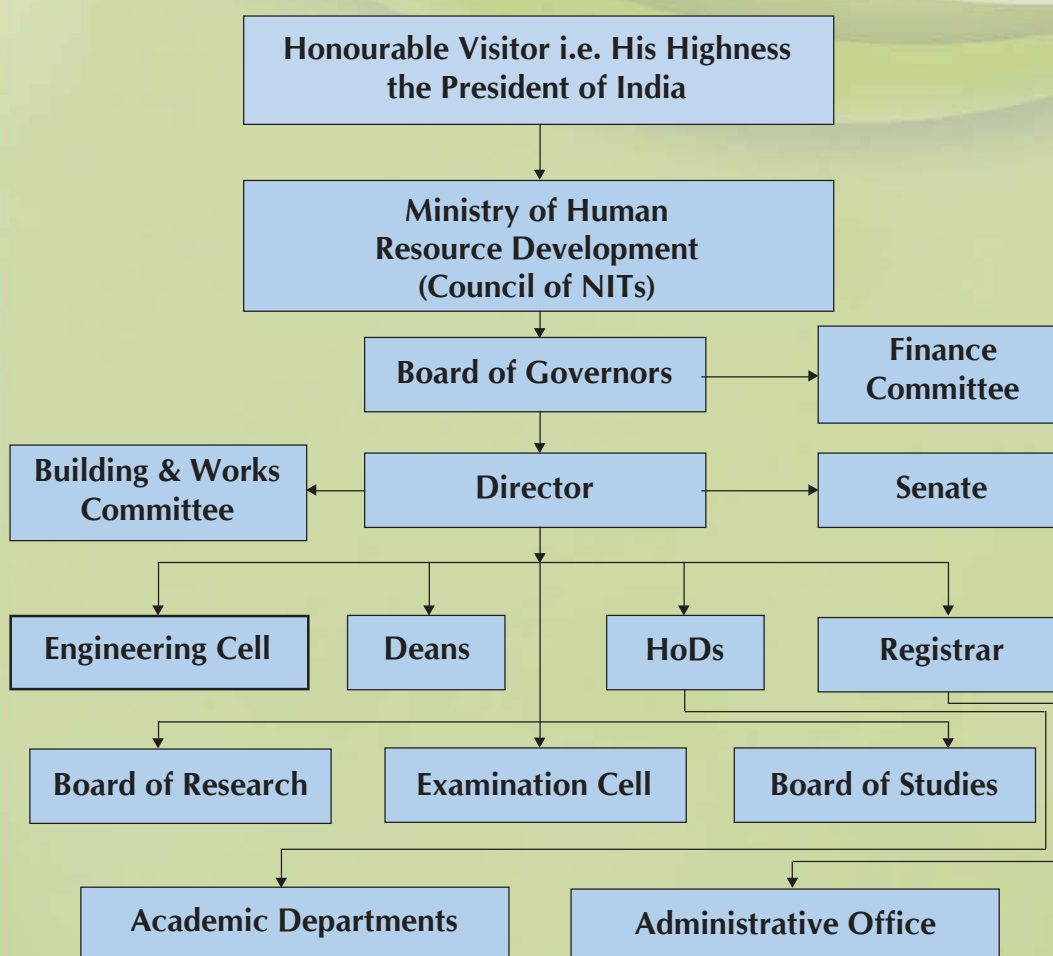 Honourable Visitor i.e. His Highness
the President of India
Ministry of Human
Resource Development
(Council of NITs)
Board of Governors
Finance
Committee
Building & Works
Committee
Director
Senate
Engineering Cell
Deans
HoDs
Registrar
Board of Research
Examination Cell
Board of Studies
Academic Departments
Administrative Office